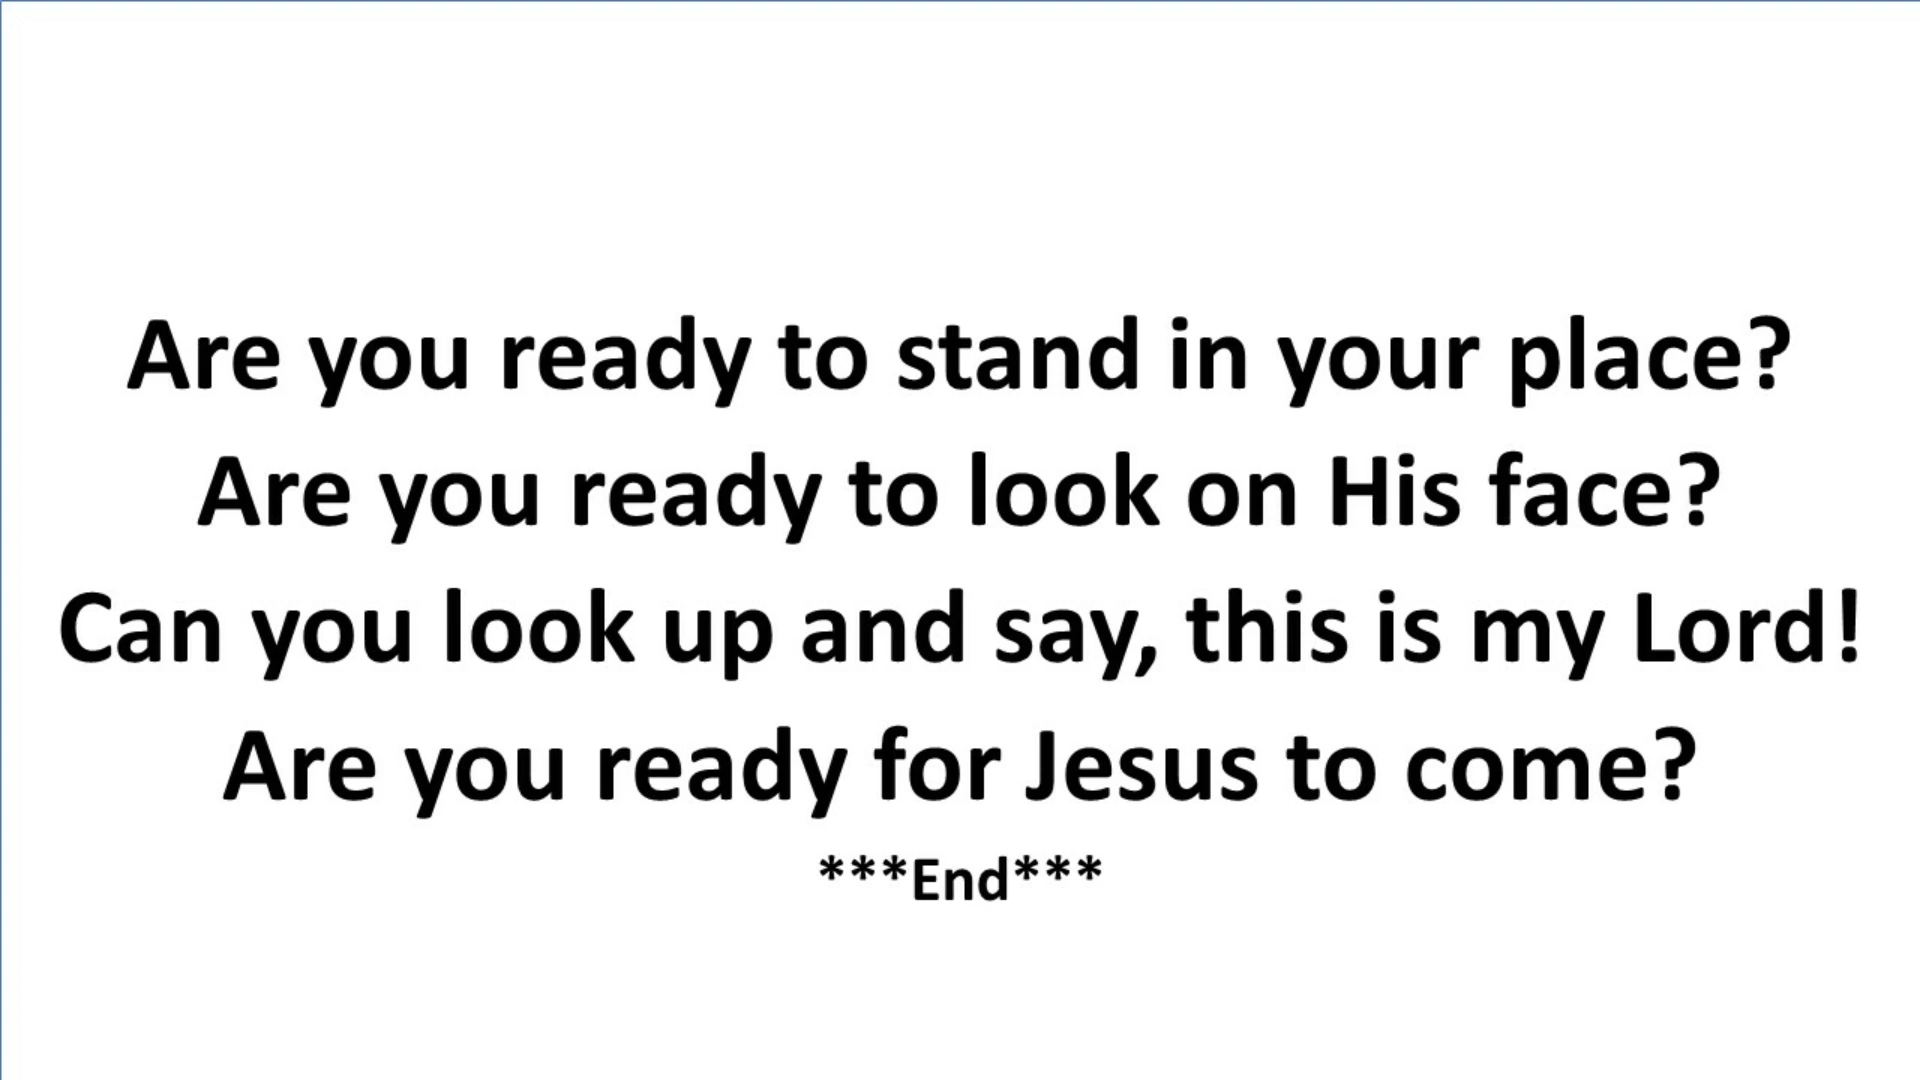 Are you ready to stand in your place?
Are you ready to look on His face?
Can you look up and say, this is my Lord!
Are you ready for Jesus to come?
***End***